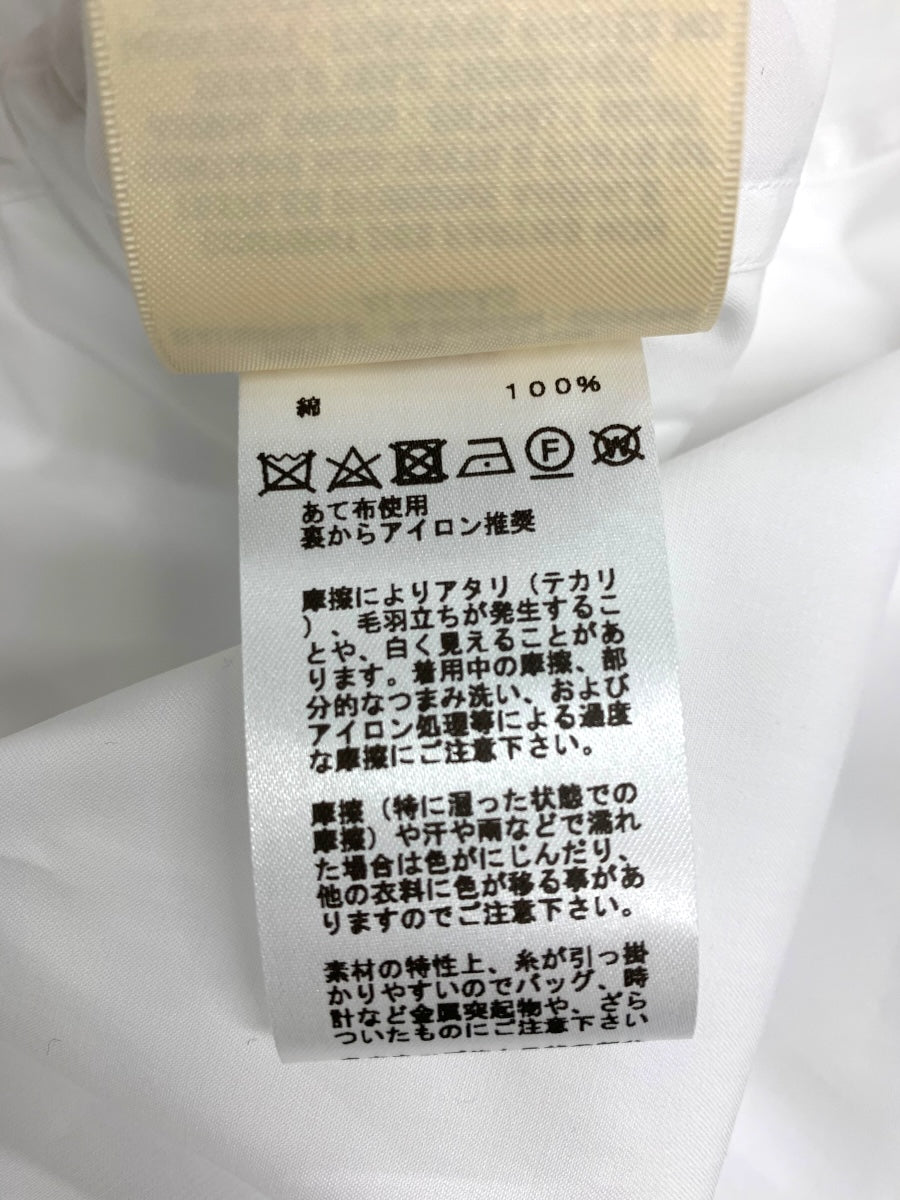 綿 100%
F W
あて布使用
裏からアイロン推奨
摩擦によりアタリ（テカリ
）、毛羽立ちが発生するこ
とや、白く見えることがあ
ります。着用中の摩擦、部
分的なつまみ洗い、および
アイロン処理等による過度
な摩擦にご注意下さい。
摩擦（特に湿った状態での
摩擦）や汗や雨などで濡れ
た場合は色がにじんだり、
他の衣料に色が移る事があ
りますのでご注意下さい。
素材の特性上、糸が引っ掛
かりやすいのでバッグ、時
計など金属突起物や、ざら
ついたものにご注意下さい